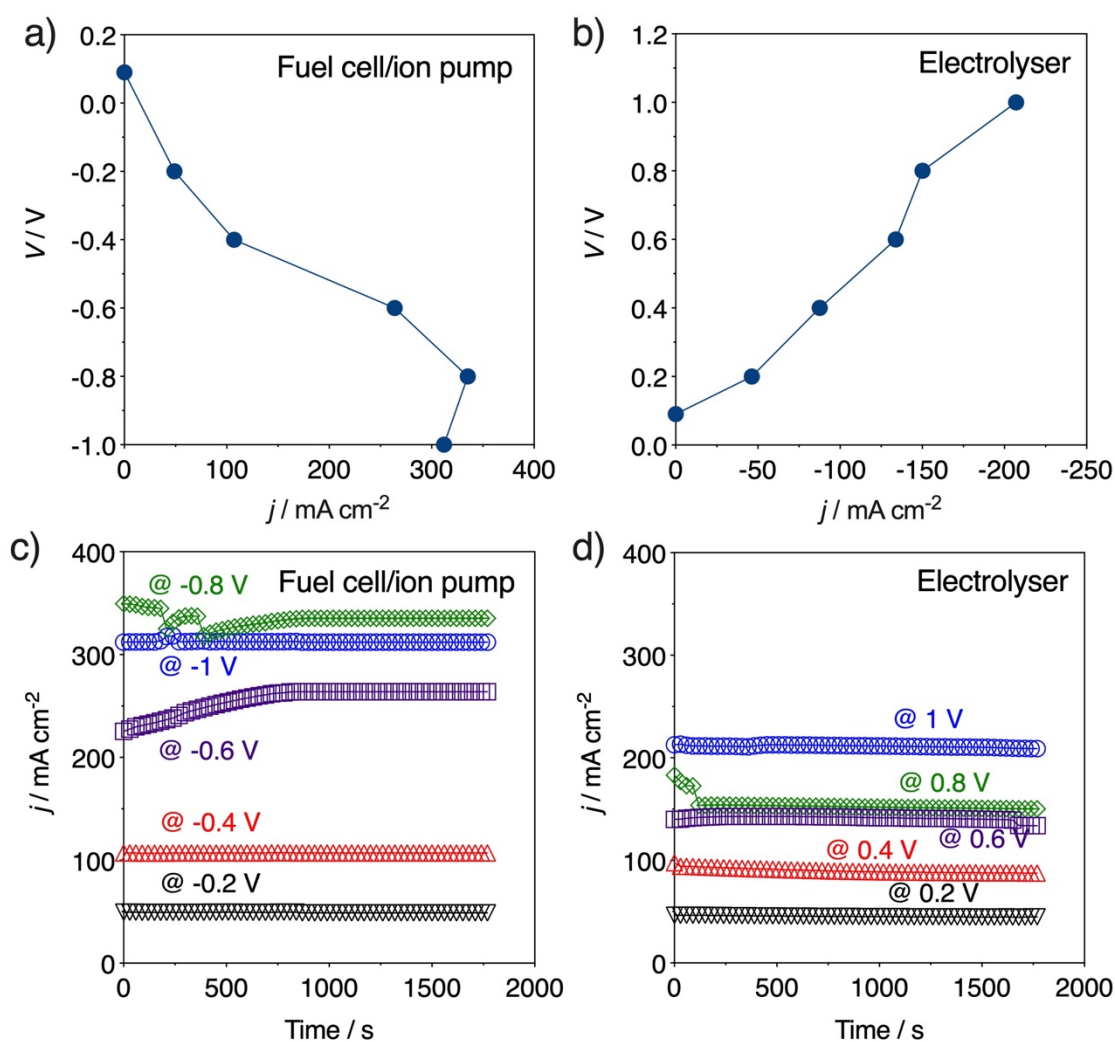 a)
Fuel cell/ion pump
0.2
0.0
-0.2
-0.4
-0.6
-0.8
-1.0
V / V
0 100 200 300 400
j / mA cm-2
b)
Electrolyser
1.2
1.0
0.8
0.6
0.4
0.2
0.0
V / V
0 -50 -100 -150 -200 -250
j / mA cm-2
c)
Fuel cell/ion pump
@ -0.8 V
@ -1 V
@ -0.6 V
@ -0.4 V
@ -0.2 V
400
300
200
100
0
j / mA cm-2
0 500 1000 1500 2000
Time / s
d)
Electrolyser
@ 1 V
@ 0.8 V
@ 0.6 V
@ 0.4 V
@ 0.2 V
400
300
200
100
0
j / mA cm-2
0 500 1000 1500 2000
Time / s